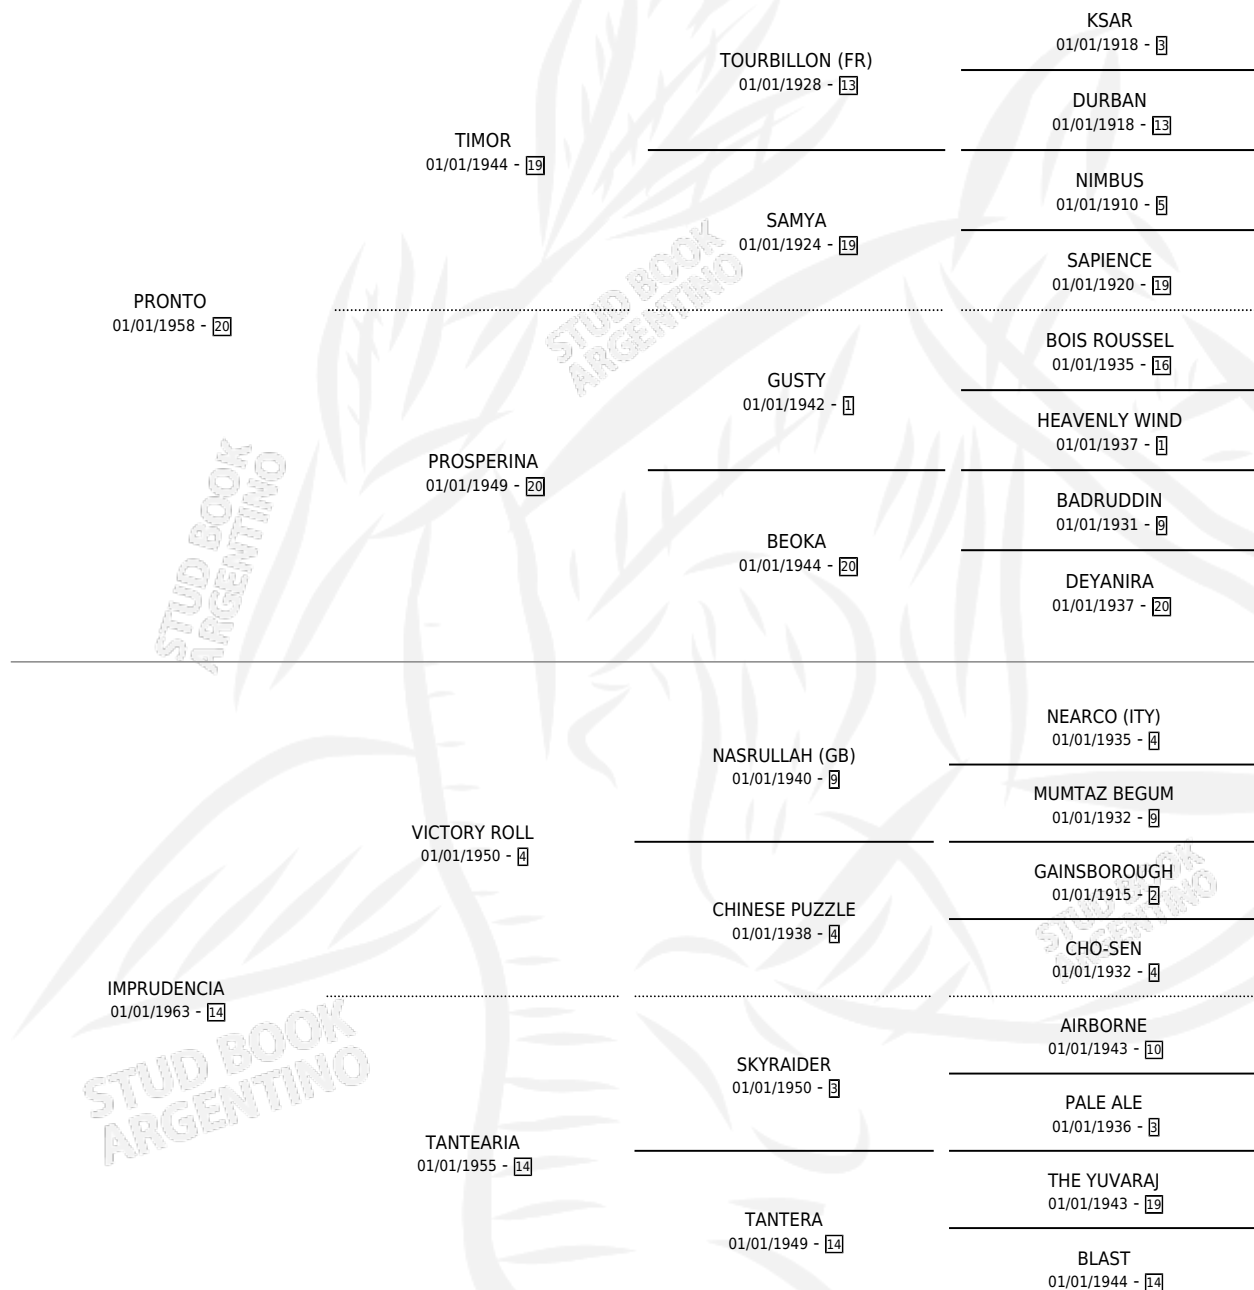 KSAR
01/01/1918 - 3
TOURBILLON (FR)
01/01/1928 - 13
DURBAN
01/01/1918 - 13
TIMOR
01/01/1944 - 19
NIMBUS
01/01/1910 - 5
SAMYA
01/01/1924 - 19
SAPIENCE
01/01/1920 - 19
PRONTO
01/01/1958 - 20
BOIS ROUSSEL
01/01/1935 - 16
GUSTY
01/01/1942 - 1
HEAVENLY WIND
01/01/1937 - 1
PROSPERINA
01/01/1949 - 20
BADRUDDIN
01/01/1931 - 9
BEOKA
01/01/1944 - 20
DEYANIRA
01/01/1937 - 20
NEARCO (ITY)
01/01/1935 - 4
NASRULLAH (GB)
01/01/1940 - 9
MUMTAZ BEGUM
01/01/1932 - 9
VICTORY ROLL
01/01/1950 - 4
GAINSBOROUGH
01/01/1915 - 2
CHINESE PUZZLE
01/01/1938 - 4
CHO-SEN
01/01/1932 - 4
IMPRUDENCIA
01/01/1963 - 14
AIRBORNE
01/01/1943 - 10
SKYRAIDER
01/01/1950 - 3
PALE ALE
01/01/1936 - 3
TANTEARIA
01/01/1955 - 14
THE YUVARAJ
01/01/1943 - 19
TANTERA
01/01/1949 - 14
BLAST
01/01/1944 - 14
STUD BOOK
ARGENTINO
STUD BOOK
ARGENTINO
STUD BOOK
ARGENTINO
STUD BOOK
ARGENTINO